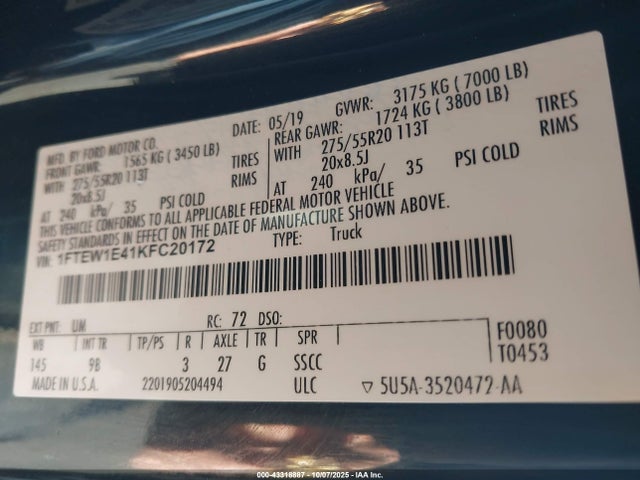 MFD. BY FORD MOTOR CO. DATE: 05/19 GVWR: 3175 KG ( 7000 LB)
FRONT GAWR: 1565 KG ( 3450 LB) REAR GAWR: 1724 KG ( 3800 LB)
WITH 275/55R20 113T TIRES WITH 275/55R20 113T TIRES
20x8.5J RIMS 20x8.5J RIMS
AT 240 kPa/ 35 PSI COLD AT 240 kPa/ 35 PSI COLD
THIS VEHICLE CONFORMS TO ALL APPLICABLE FEDERAL MOTOR VEHICLE
SAFETY STANDARDS IN EFFECT ON THE DATE OF MANUFACTURE SHOWN ABOVE.
VIN: 1FTEW1E41KFC20172 TYPE: Truck
EXT PNT: UM RC: 72 DSO:
WB INT TR TP/PS R AXLE TR SPR F0080
145 9B 3 27 G SSCC T0453
MADE IN U.S.A. 2201905204494 ULC ▽ 5U5A-3520472-AA
000-43318887 - 10/07/2025 - IAA Inc.